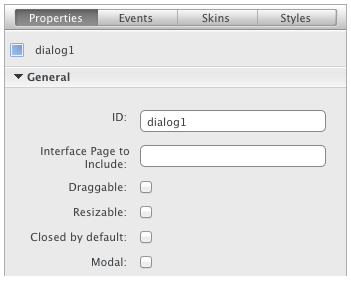 Properties Events Skins Styles
dialog1
General
ID: dialog1
Interface Page to
Include:
Draggable:
Resizable:
Closed by default:
Modal: